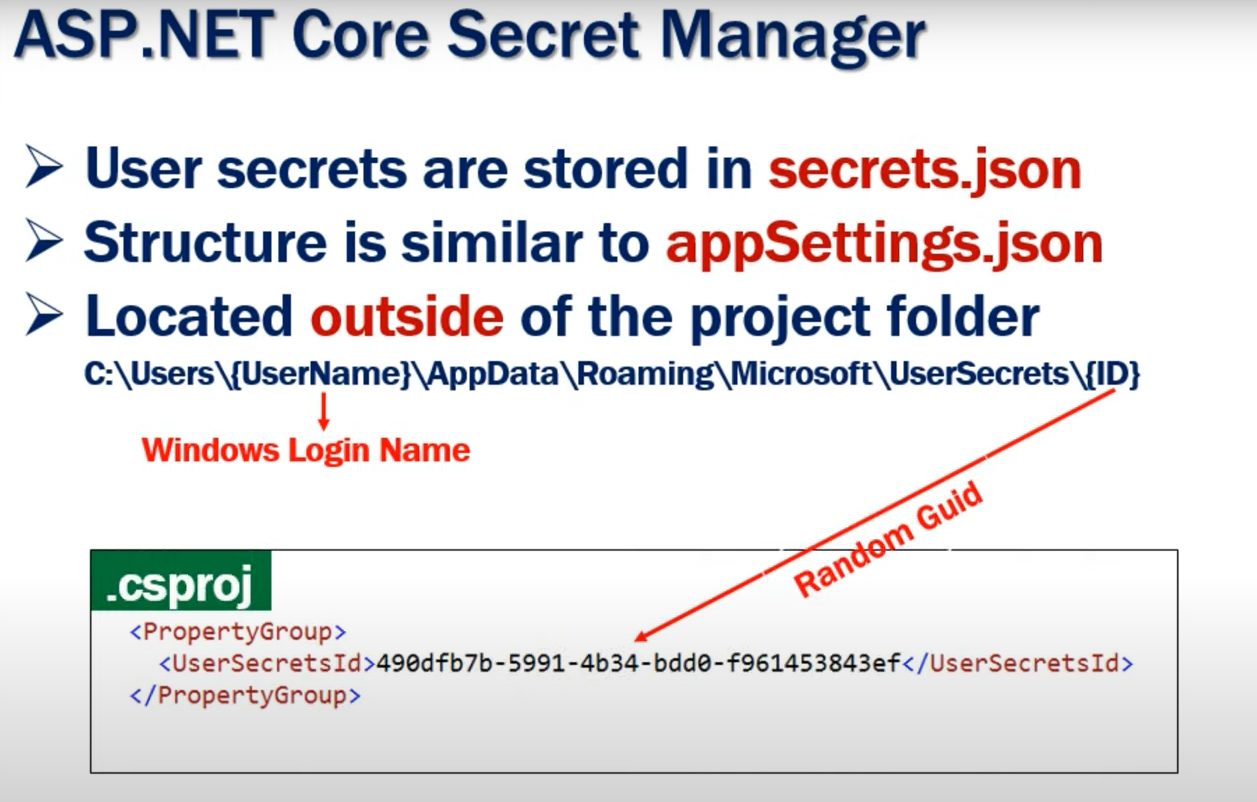 ASP.NET Core Secret Manager
User secrets are stored in secrets.json
Structure is similar to appSettings.json
Located outside of the project folder
C:\Users\{UserName}\AppData\Roaming\Microsoft\UserSecrets\{ID}
Windows Login Name
Random Guid
.csproj
<PropertyGroup>
<UserSecretsId>490dfb7b-5991-4b34-bdd0-f961453843ef</UserSecretsId>
</PropertyGroup>